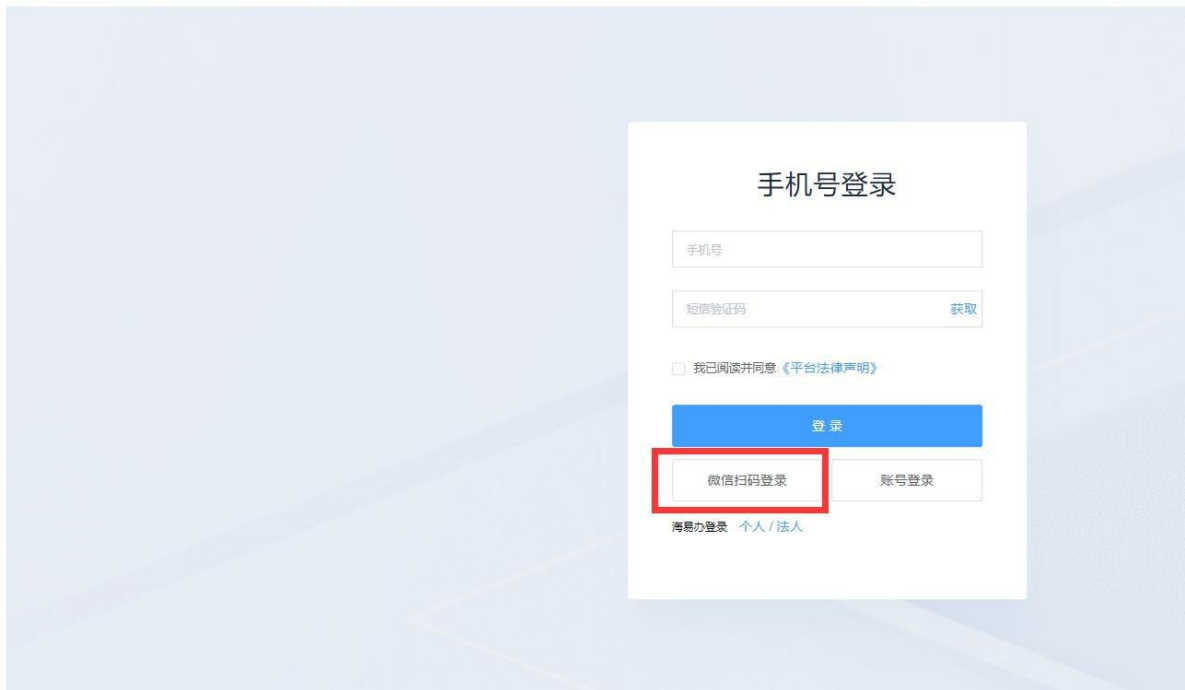 手机号登录
手机号
短信验证码 获取
我已阅读并同意《平台法律声明》
登 录
微信扫码登录 账号登录
海易办登录 个人 / 法人